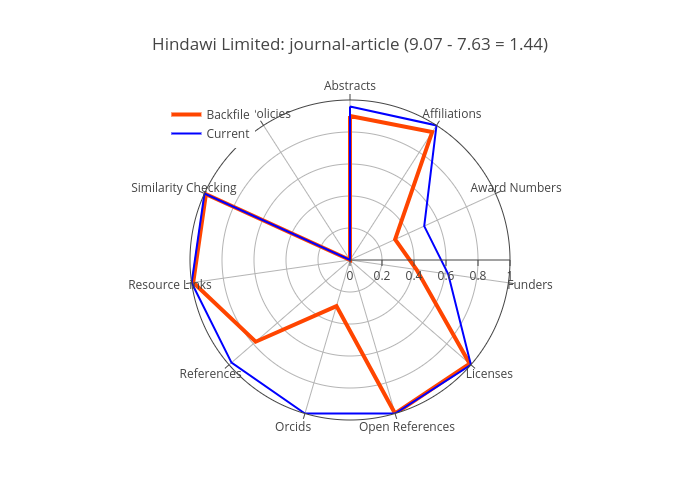 Hindawi Limited: journal-article (9.07 - 7.63 = 1.44)
Abstracts
Backfile
Current
Affiliations
Similarity Checking
Award Numbers
0 0.2 0.4 0.6 0.8 1
Resource Links
Funders
References
Licenses
Orcids
Open References